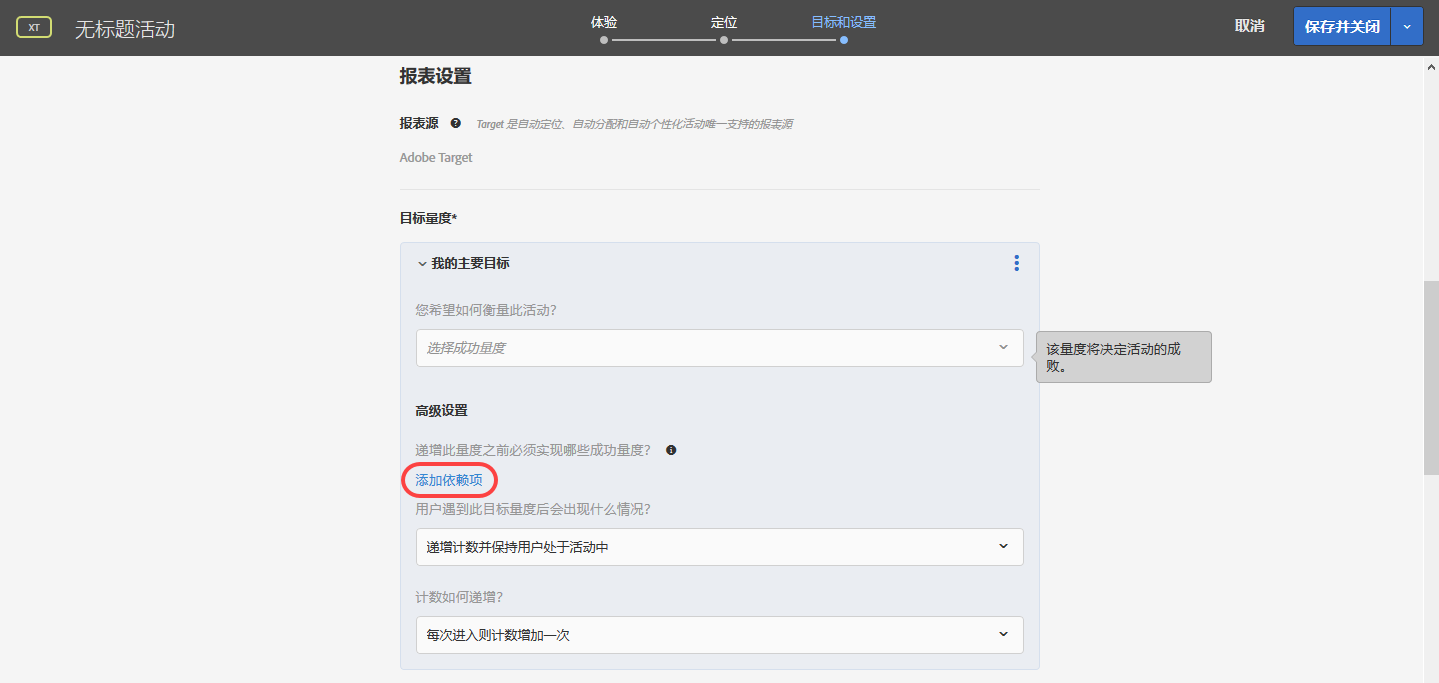 XT
无标题活动
体验
定位
目标和设置
取消
保存并关闭
报表设置
报表源
Target 是自动定位、自动分配和自动个性化活动唯一支持的报表源
Adobe Target
目标量度*
我的主要目标
您希望如何衡量此活动?
选择成功量度
该量度将决定活动的成
败。
高级设置
递增此量度之前必须实现哪些成功量度?
添加依赖项
用户遇到此目标量度后会出现什么情况?
递增计数并保持用户处于活动中
计数如何递增?
每次进入则计数增加一次